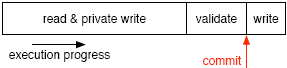 read & private write
validate
write
execution progress
commit